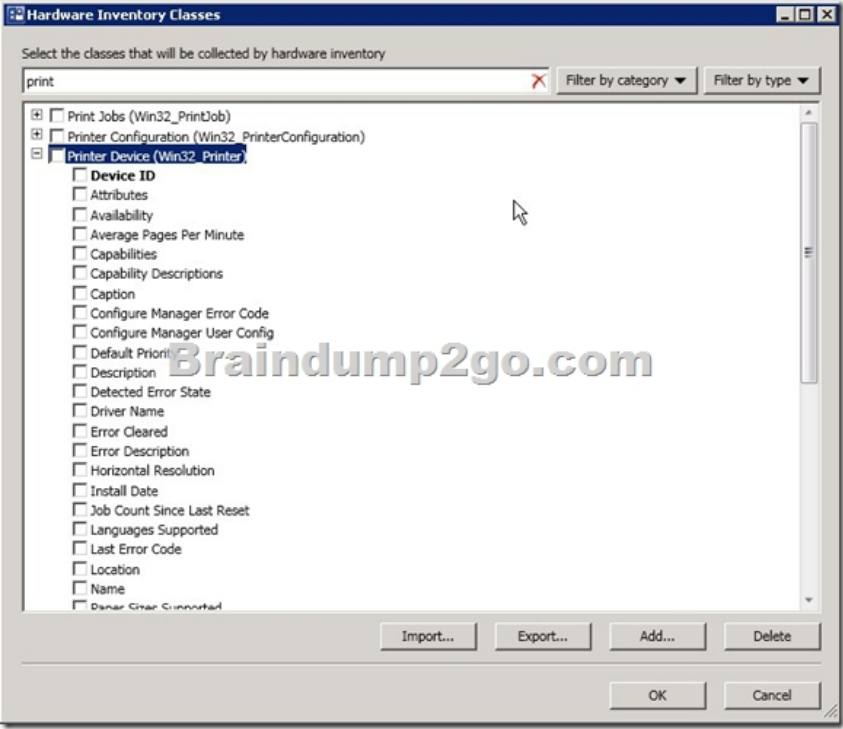 Hardware Inventory Classes
Select the classes that will be collected by hardware inventory
print
Filter by category
Filter by type
Print Jobs (Win32_PrintJob)
Printer Configuration (Win32_PrinterConfiguration)
Printer Device (Win32_Printer)
Device ID
Attributes
Availability
Average Pages Per Minute
Capabilities
Capability Descriptions
Caption
Configure Manager Error Code
Configure Manager User Config
Default Priority
Braindump2go.com
Description
Detected Error State
Driver Name
Error Cleared
Error Description
Horizontal Resolution
Install Date
Job Count Since Last Reset
Languages Supported
Last Error Code
Location
Name
Paper Sizes Supported
Import...
Export...
Add...
Delete
OK
Cancel